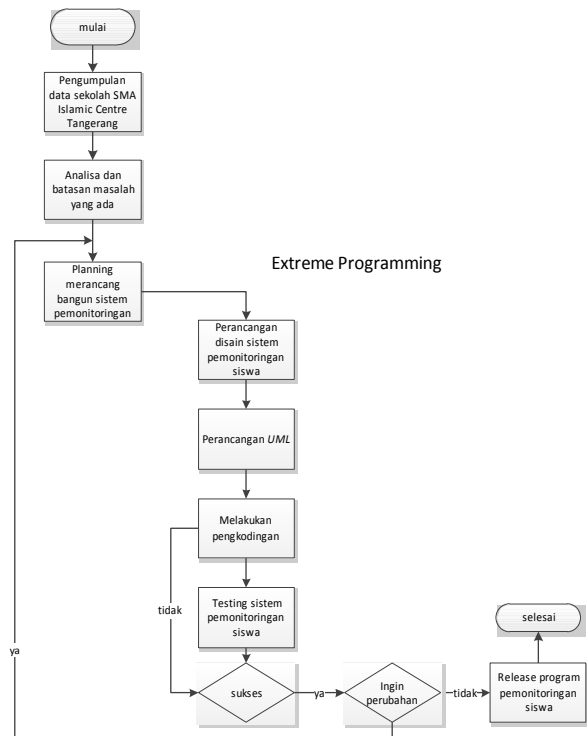 mulai
Pengumpulan
data sekolah SMA
Islamic Centre
Tangerang
Analisa dan
batasan masalah
yang ada
Extreme Programming
Planning
merancang
bangun sistem
pemonitoringan
Perancangan
disain sistem
pemonitoringan
siswa
Perancangan UML
Melakukan
pengkodingan
tidak
Testing sistem
pemonitoringan
siswa
selesai
ya
sukses
ya
Ingin
perubahan
tidak
Release program
pemonitoringan
siswa